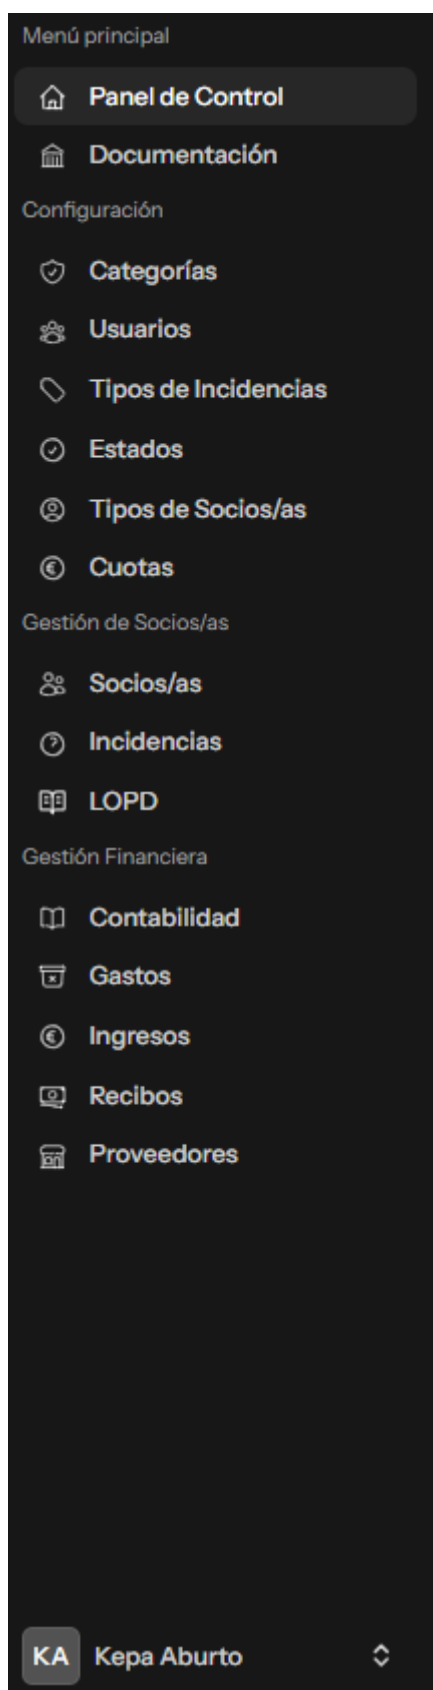 Menú principal
Panel de Control
Documentación
Configuración
Categorías
Usuarios
Tipos de Incidencias
Estados
Tipos de Socios/as
Cuotas
Gestión de Socios/as
Socios/as
Incidencias
LOPD
Gestión Financiera
Contabilidad
Gastos
Ingresos
Recibos
Proveedores
KA Kepa Aburto